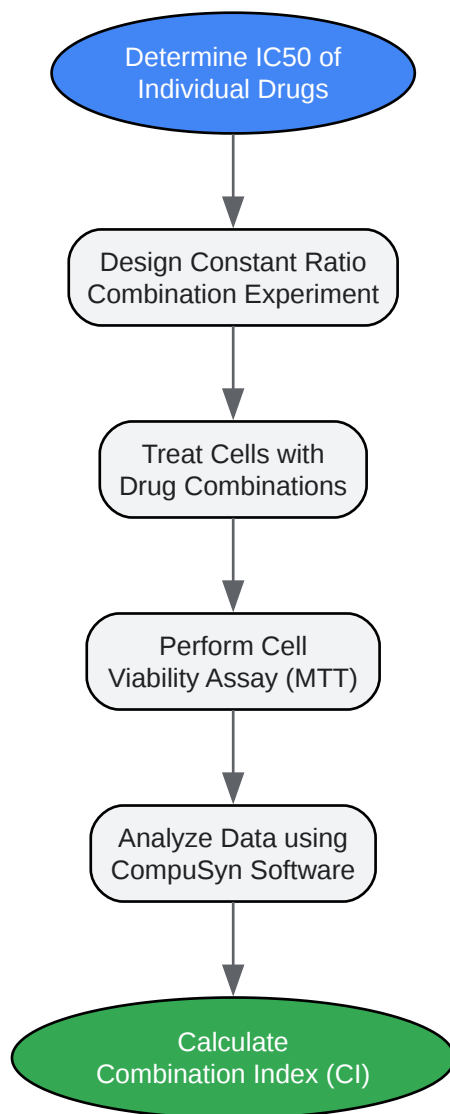 Determine IC50 of
Individual Drugs
Design Constant Ratio
Combination Experiment
Treat Cells with
Drug Combinations
Perform Cell
Viability Assay (MTT)
Analyze Data using
CompuSyn Software
Calculate
Combination Index (CI)